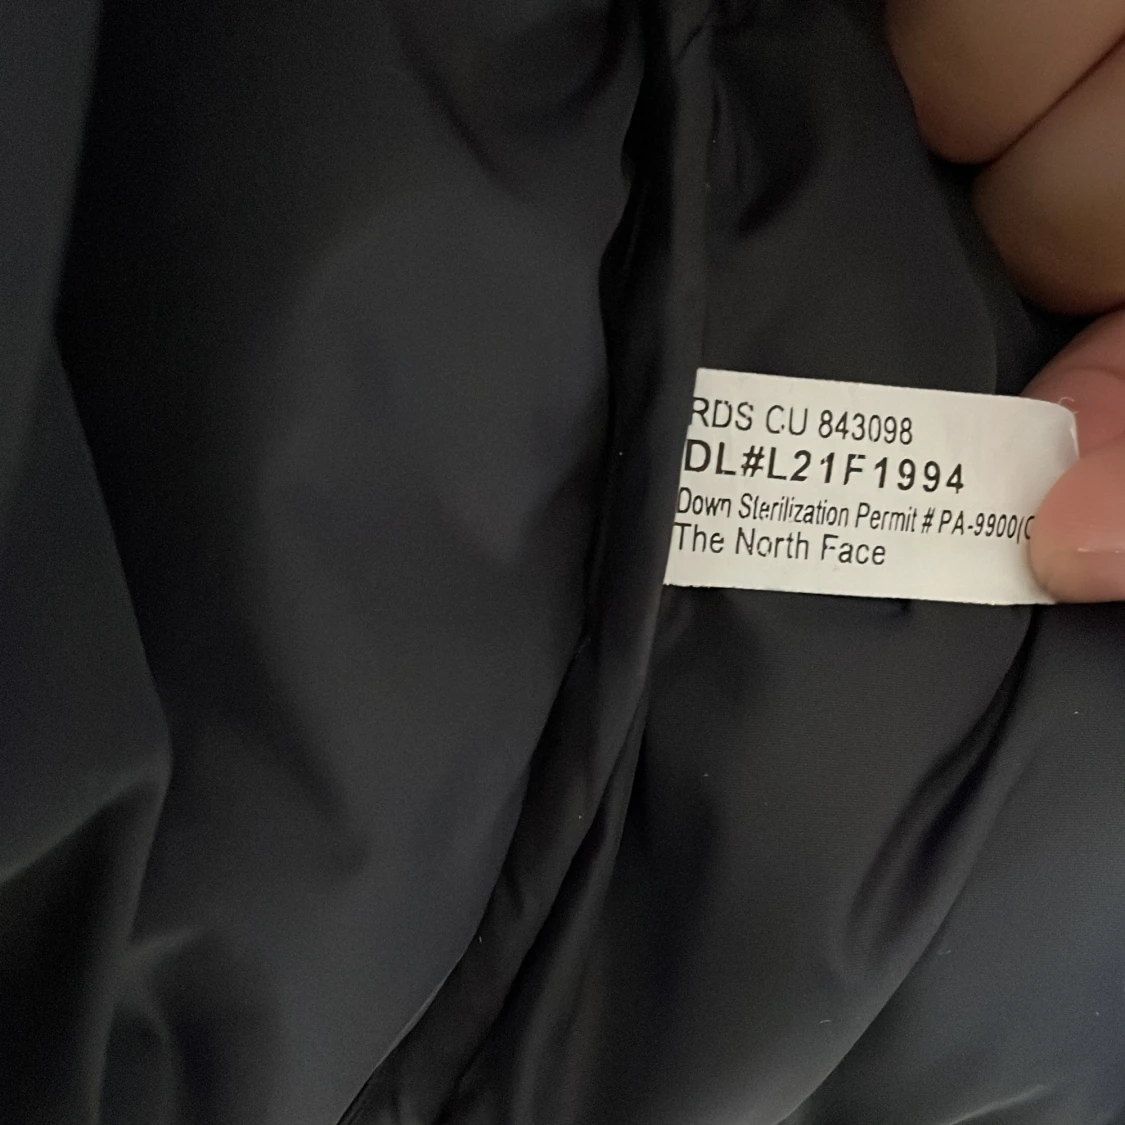 RDS CU 843098
DL#L21F1994
Down Sterilization Permit # PA-9900(C
The North Face